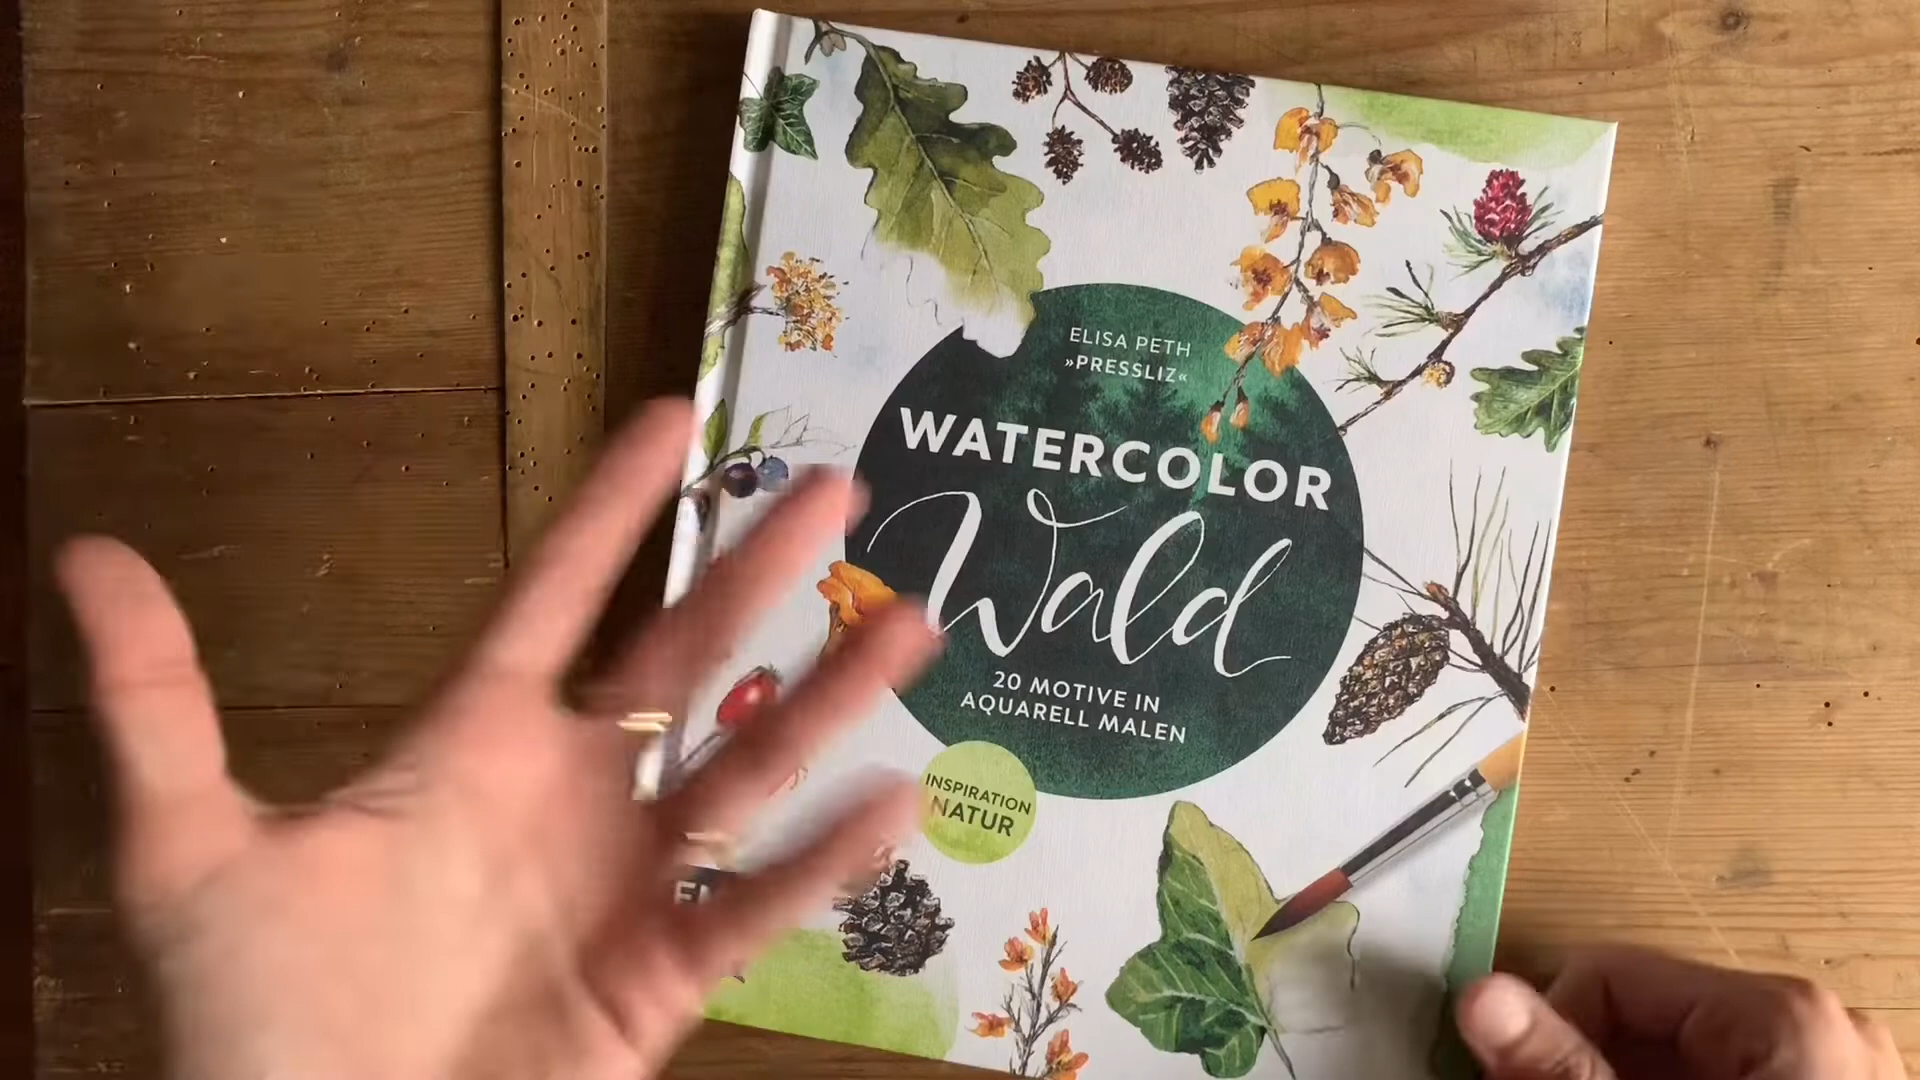 ELISA PETH
»PRESSLIZ«
WATERCOLOR
Wald
20 MOTIVE IN
AQUARELL MALEN
INSPIRATION
NATUR